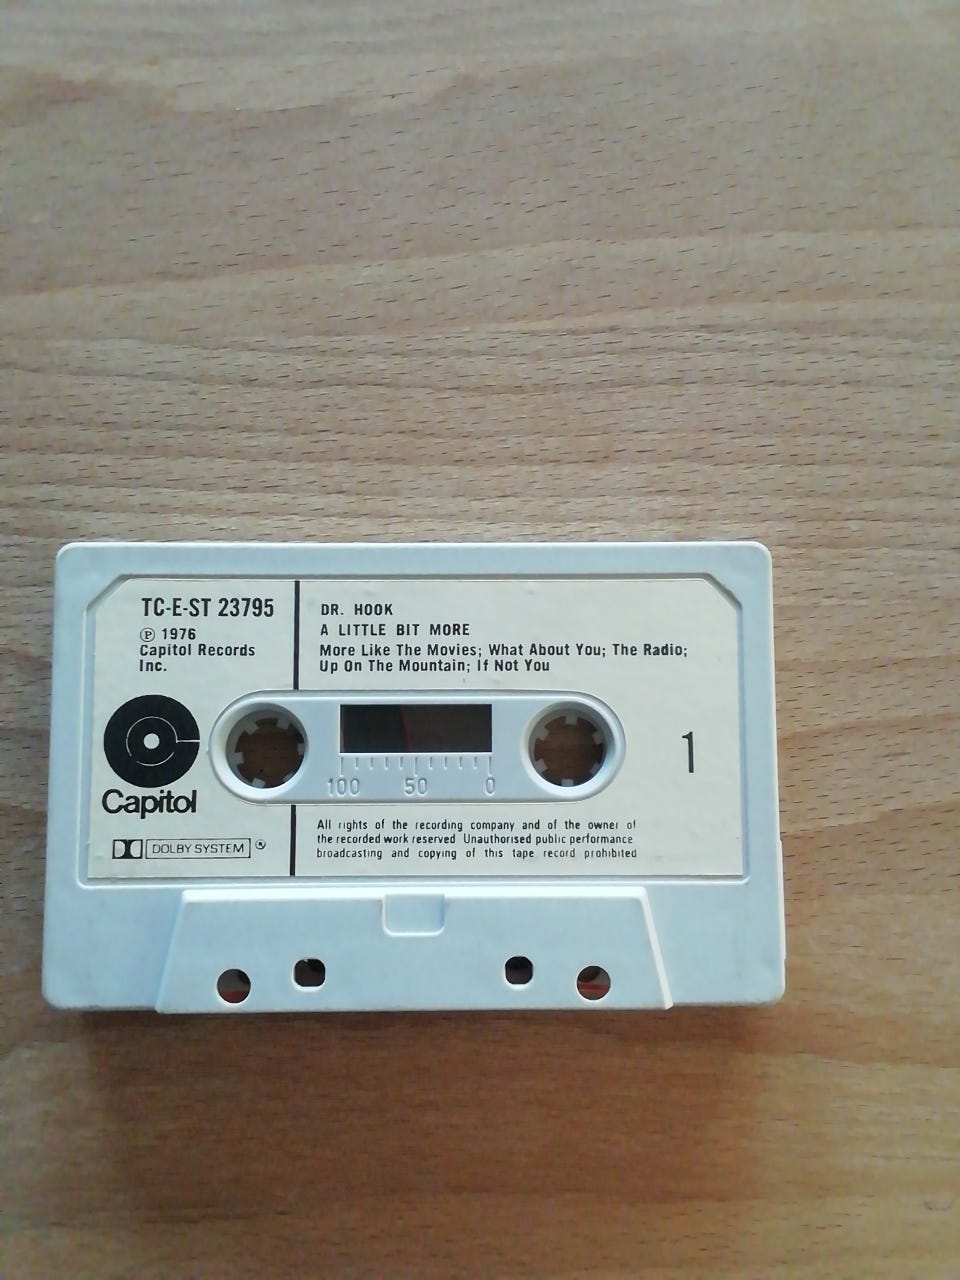 TC-E-ST 23795
Ⓟ 1976
Capitol Records
Inc.
Capitol
DOLBY SYSTEM ®
DR. HOOK
A LITTLE BIT MORE
More Like The Movies; What About You; The Radio;
Up On The Mountain; If Not You
100 50 0
1
All rights of the recording company and of the owner of
the recorded work reserved Unauthorised public performance
broadcasting and copying of this tape record prohibited